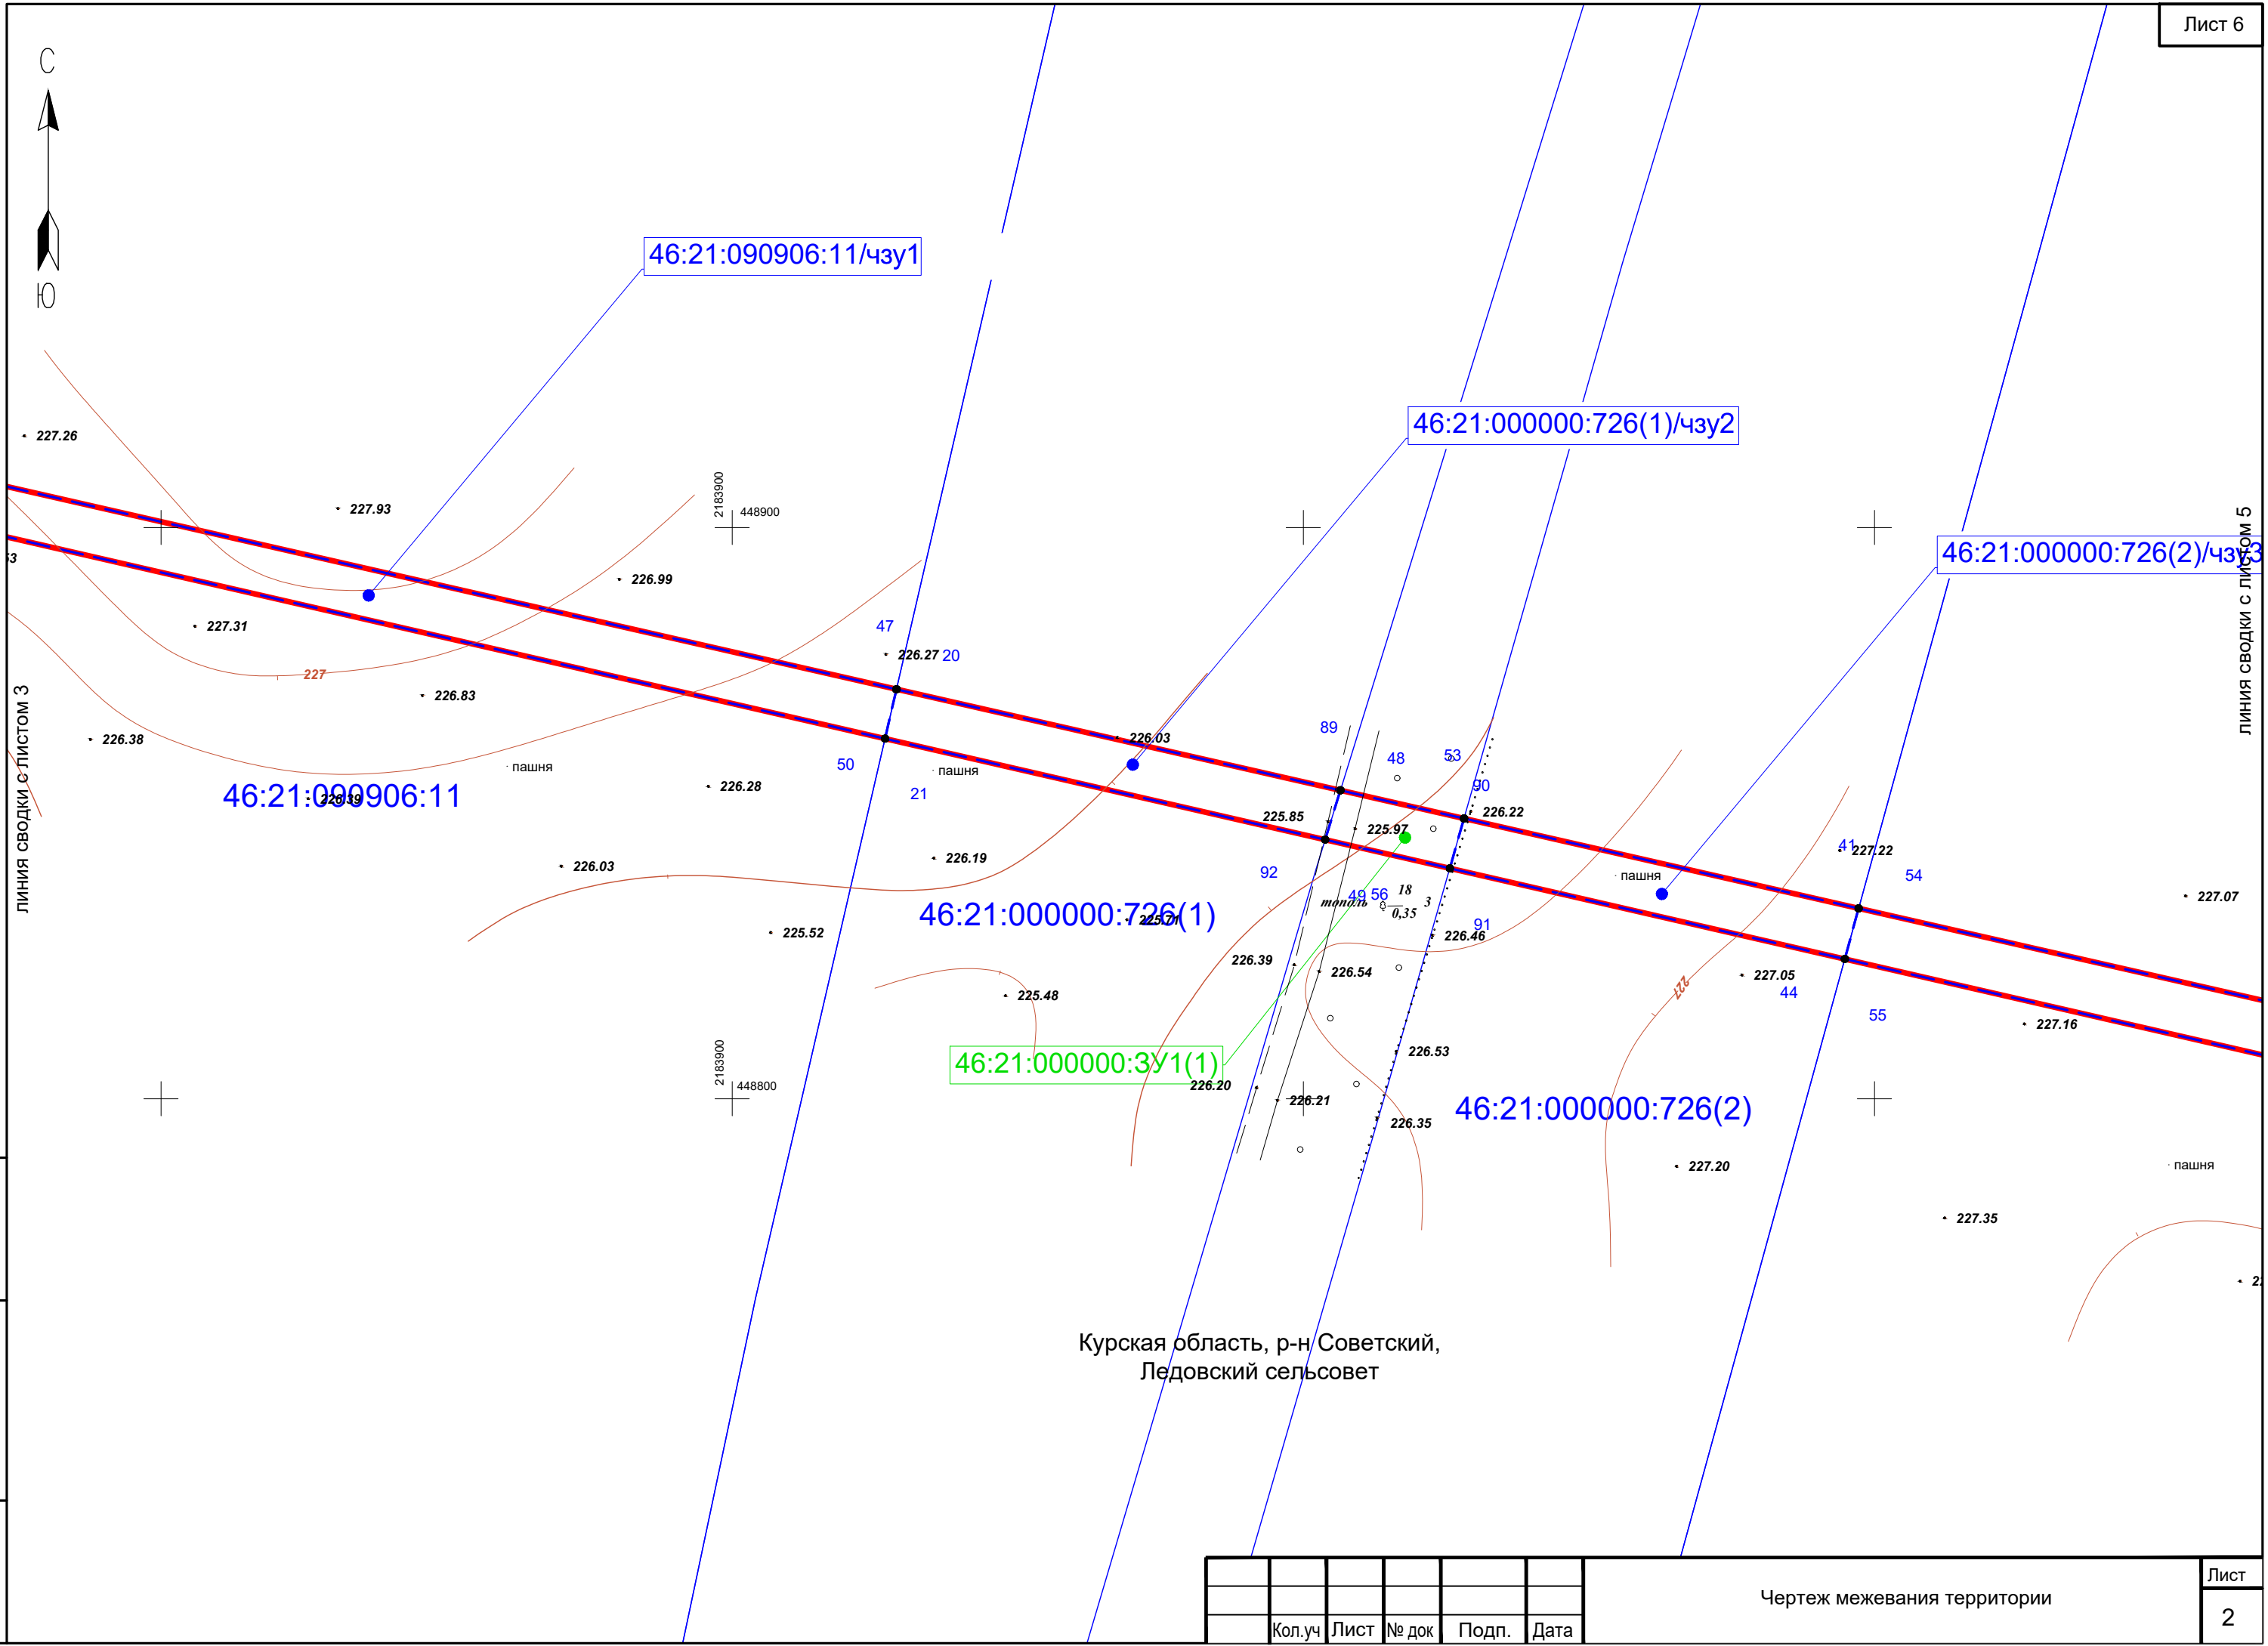 Лист 6
С
Ю
46:21:090906:11/чзу1
46:21:000000:726(1)/чзу2
46:21:000000:726(2)/чзу3
линия сводки с листом 3
линия сводки с листом 5
227.26
227.93
2183900
448900
53
226.99
227.31
47
226.27
20
227
226.83
226.38
226.03
89
48
53
пашня
50
пашня
90
226.28
21
46:21:090906:11
226.39
225.85
225.97
226.22
41
227.22
226.03
226.19
92
пашня
54
49
56
18
тополь
0,35
3
227.07
46:21:000000:726(1)
225.71
91
225.52
226.46
226.39
226.54
227.05
225.48
227
44
55
227.16
2183900
448800
46:21:000000:ЗУ1(1)
226.53
226.20
226.21
226.35
46:21:000000:726(2)
227.20
пашня
227.35
Курская область, р-н Советский,
Ледовский сельсовет
Чертеж межевания территории
Лист
2
Кол.уч
Лист
№ док
Подп.
Дата